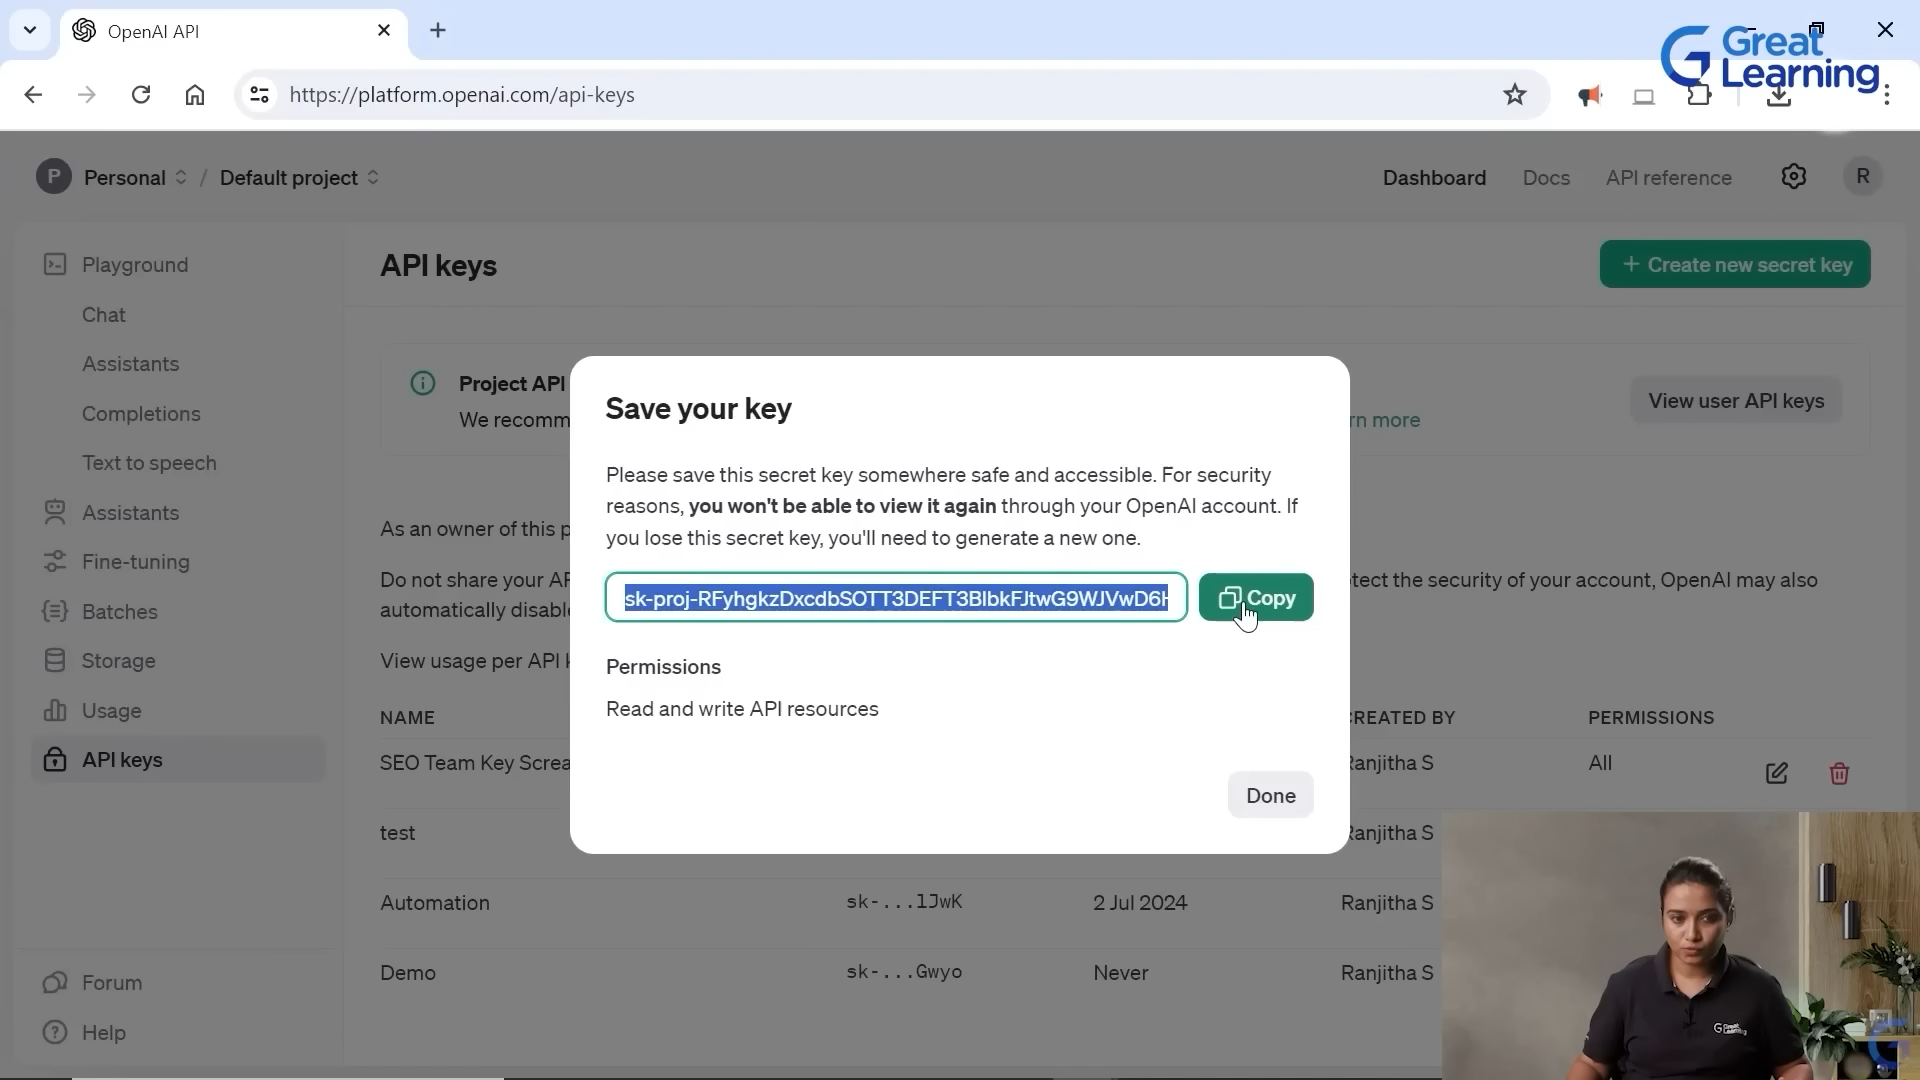 OpenAI API
Great Learning
https://platform.openai.com/api-keys
P Personal / Default project
Dashboard Docs API reference R
Playground
Chat
Assistants
Completions
Text to speech
Assistants
Fine-tuning
Batches
Storage
Usage
API keys
Forum
Help
API keys
+ Create new secret key
Project API
We recomm
rn more
View user API keys
As an owner of this p
Do not share your AP
tect the security of your account, OpenAI may also
automatically disable
View usage per API k
NAME CREATED BY PERMISSIONS
SEO Team Key Screa Ranjitha S All
test Ranjitha S
Automation sk-...lJwK 2 Jul 2024 Ranjitha S
Demo sk-...Gwyo Never Ranjitha S
Save your key
Please save this secret key somewhere safe and accessible. For security
reasons, you won't be able to view it again through your OpenAI account. If
you lose this secret key, you'll need to generate a new one.
sk-proj-RFyhgkzDxcdbSOTT3DEFT3BlbkFJtwG9WJVwD6H
Copy
Permissions
Read and write API resources
Done
Great Learning